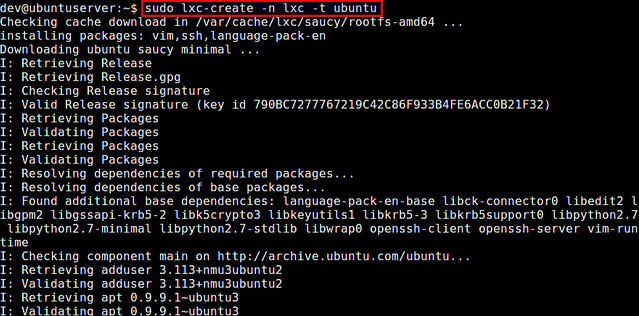 dev@ubuntuserver:~$ sudo lxc-create -n lxc -t ubuntu
Checking cache download in /var/cache/lxc/saucy/rootfs-amd64 ...
installing packages: vim,ssh,language-pack-en
Downloading ubuntu saucy minimal ...
I: Retrieving Release
I: Retrieving Release.gpg
I: Checking Release signature
I: Valid Release signature (key id 790BC7277767219C42C86F933B4FE6ACC0B21F32)
I: Retrieving Packages
I: Validating Packages
I: Retrieving Packages
I: Validating Packages
I: Resolving dependencies of required packages...
I: Resolving dependencies of base packages...
I: Found additional base dependencies: language-pack-en-base libck-connector0 libedit2 l
ibgpm2 libgssapi-krb5-2 libk5crypto3 libkeyutils1 libkrb5-3 libkrb5support0 libpython2.7
 libpython2.7-minimal libpython2.7-stdlib libwrap0 openssh-client openssh-server vim-run
time
I: Checking component main on http://archive.ubuntu.com/ubuntu...
I: Retrieving adduser 3.113+nmu3ubuntu2
I: Validating adduser 3.113+nmu3ubuntu2
I: Retrieving apt 0.9.9.1~ubuntu3
I: Validating apt 0.9.9.1~ubuntu3